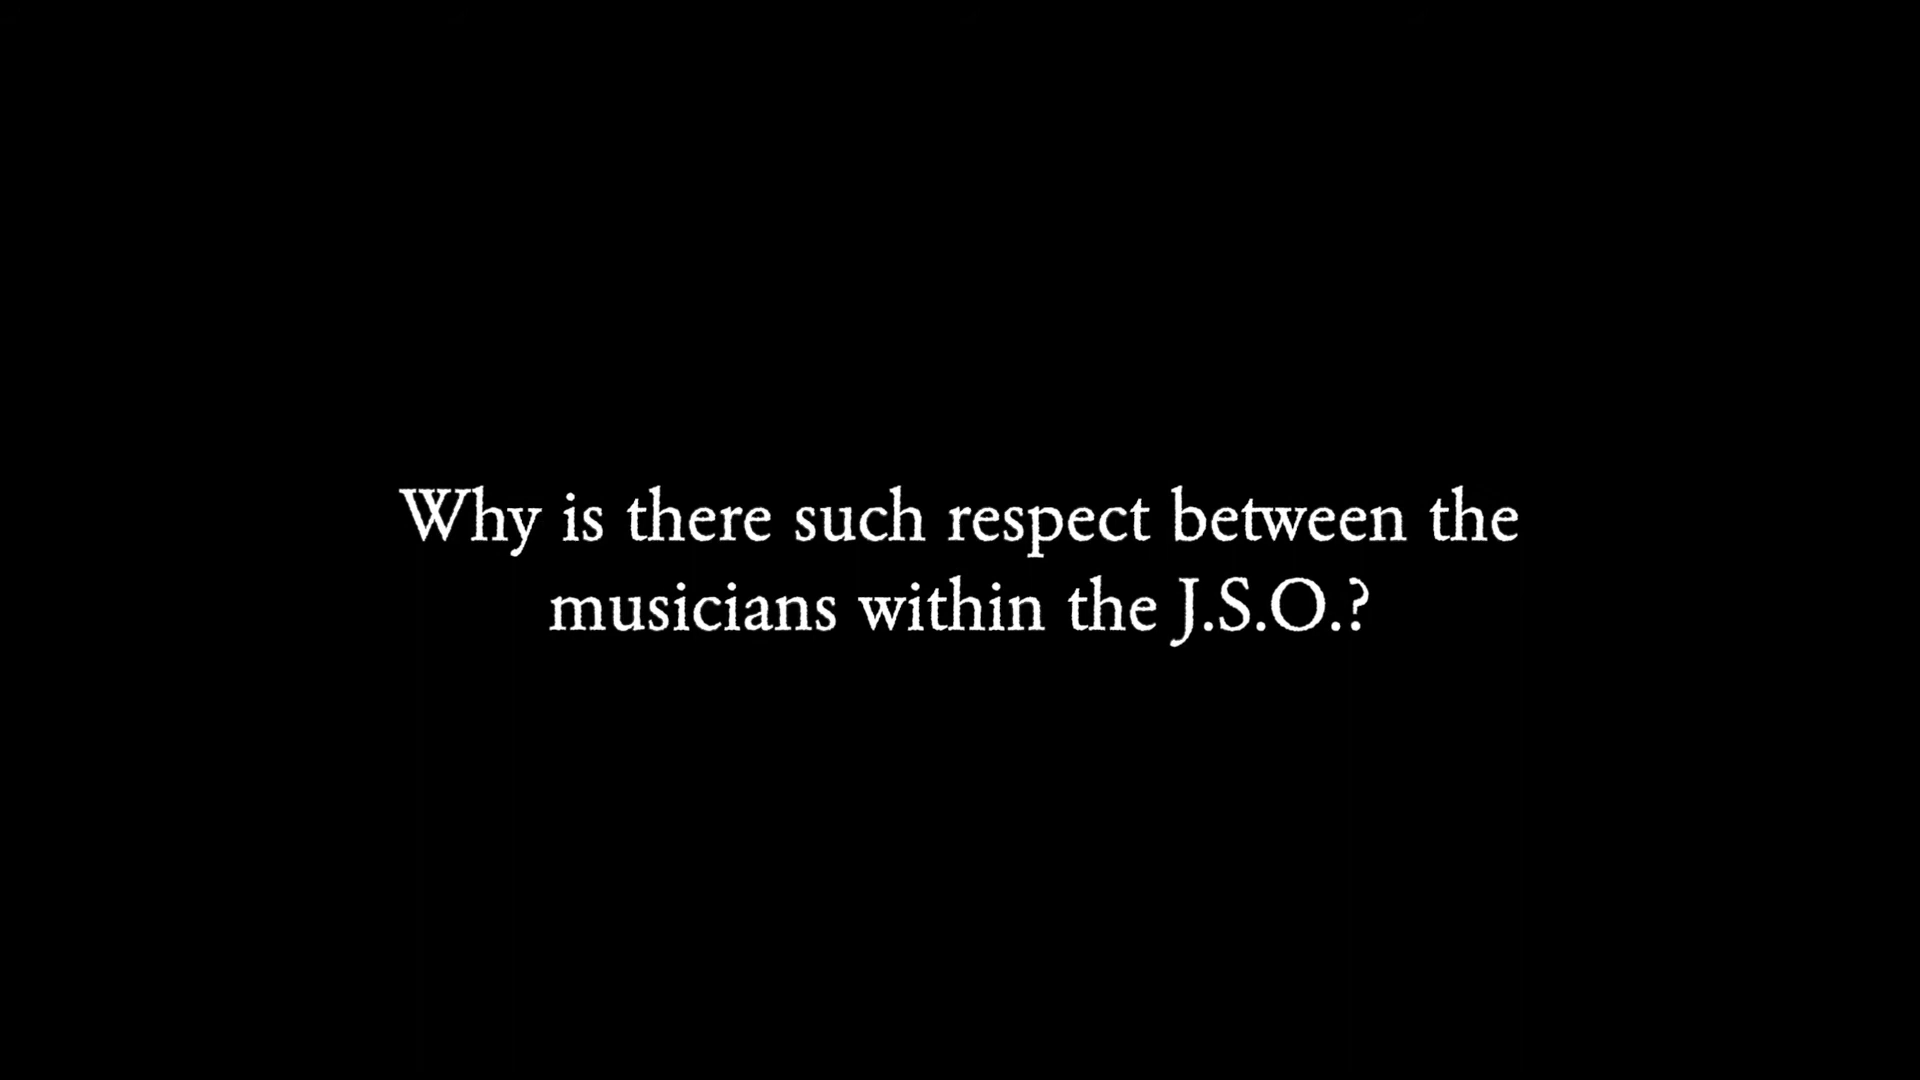 Why is there such respect between the
musicians within the J.S.O.?